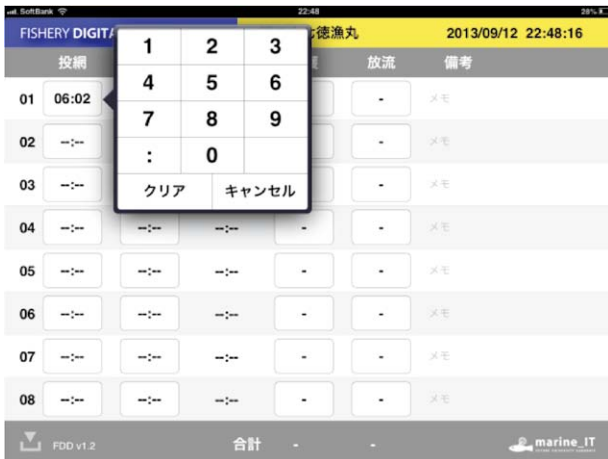 SoftBank 22:48 28%
FISHERY DIGIT 徳漁丸 2013/09/12 22:48:16
投網 放流 備考
1 2 3
4 5 6
7 8 9
: 0
クリア キャンセル
01 06:02 - メモ
02 --:-- - メモ
03 --:-- - メモ
04 --:-- --:-- --:-- - - メモ
05 --:-- --:-- --:-- - - メモ
06 --:-- --:-- --:-- - - メモ
07 --:-- --:-- --:-- - - メモ
08 --:-- --:-- --:-- - - メモ
FDD v1.2 合計 - - marine_IT